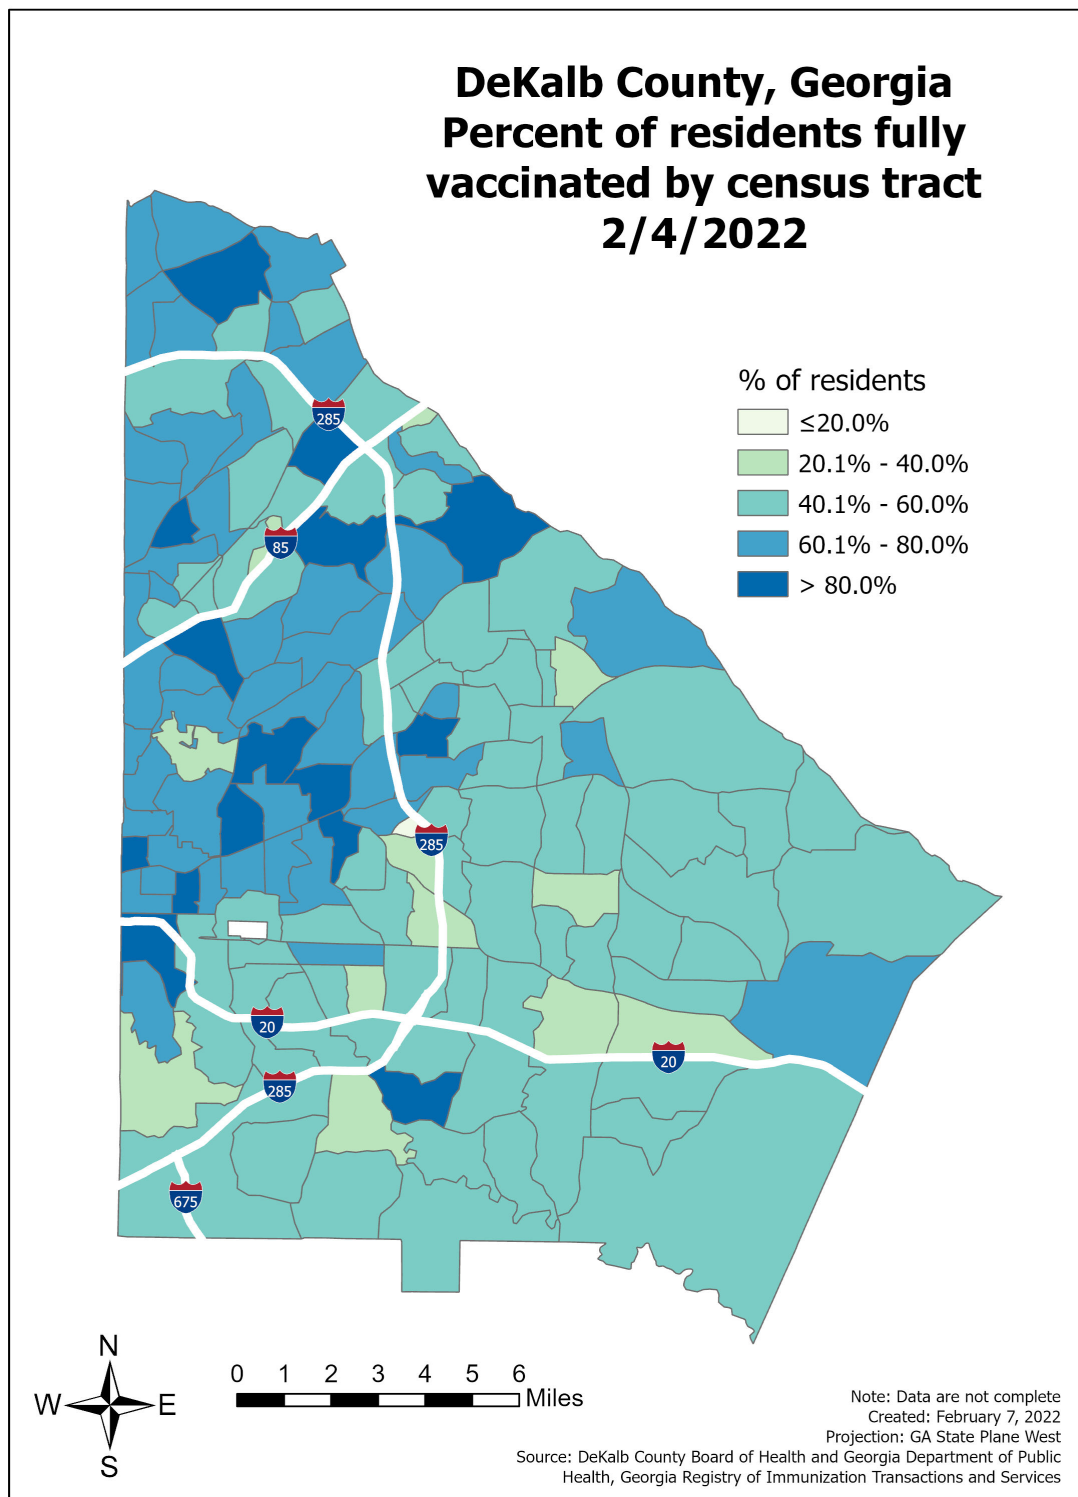 DeKalb County, Georgia
Percent of residents fully
vaccinated by census tract
2/4/2022
% of residents
≤20.0%
20.1% - 40.0%
40.1% - 60.0%
60.1% - 80.0%
> 80.0%
285
85
285
20
20
285
675
N
W E
S
0 1 2 3 4 5 6
Miles
Note: Data are not complete
Created: February 7, 2022
Projection: GA State Plane West
Source: DeKalb County Board of Health and Georgia Department of Public
Health, Georgia Registry of Immunization Transactions and Services